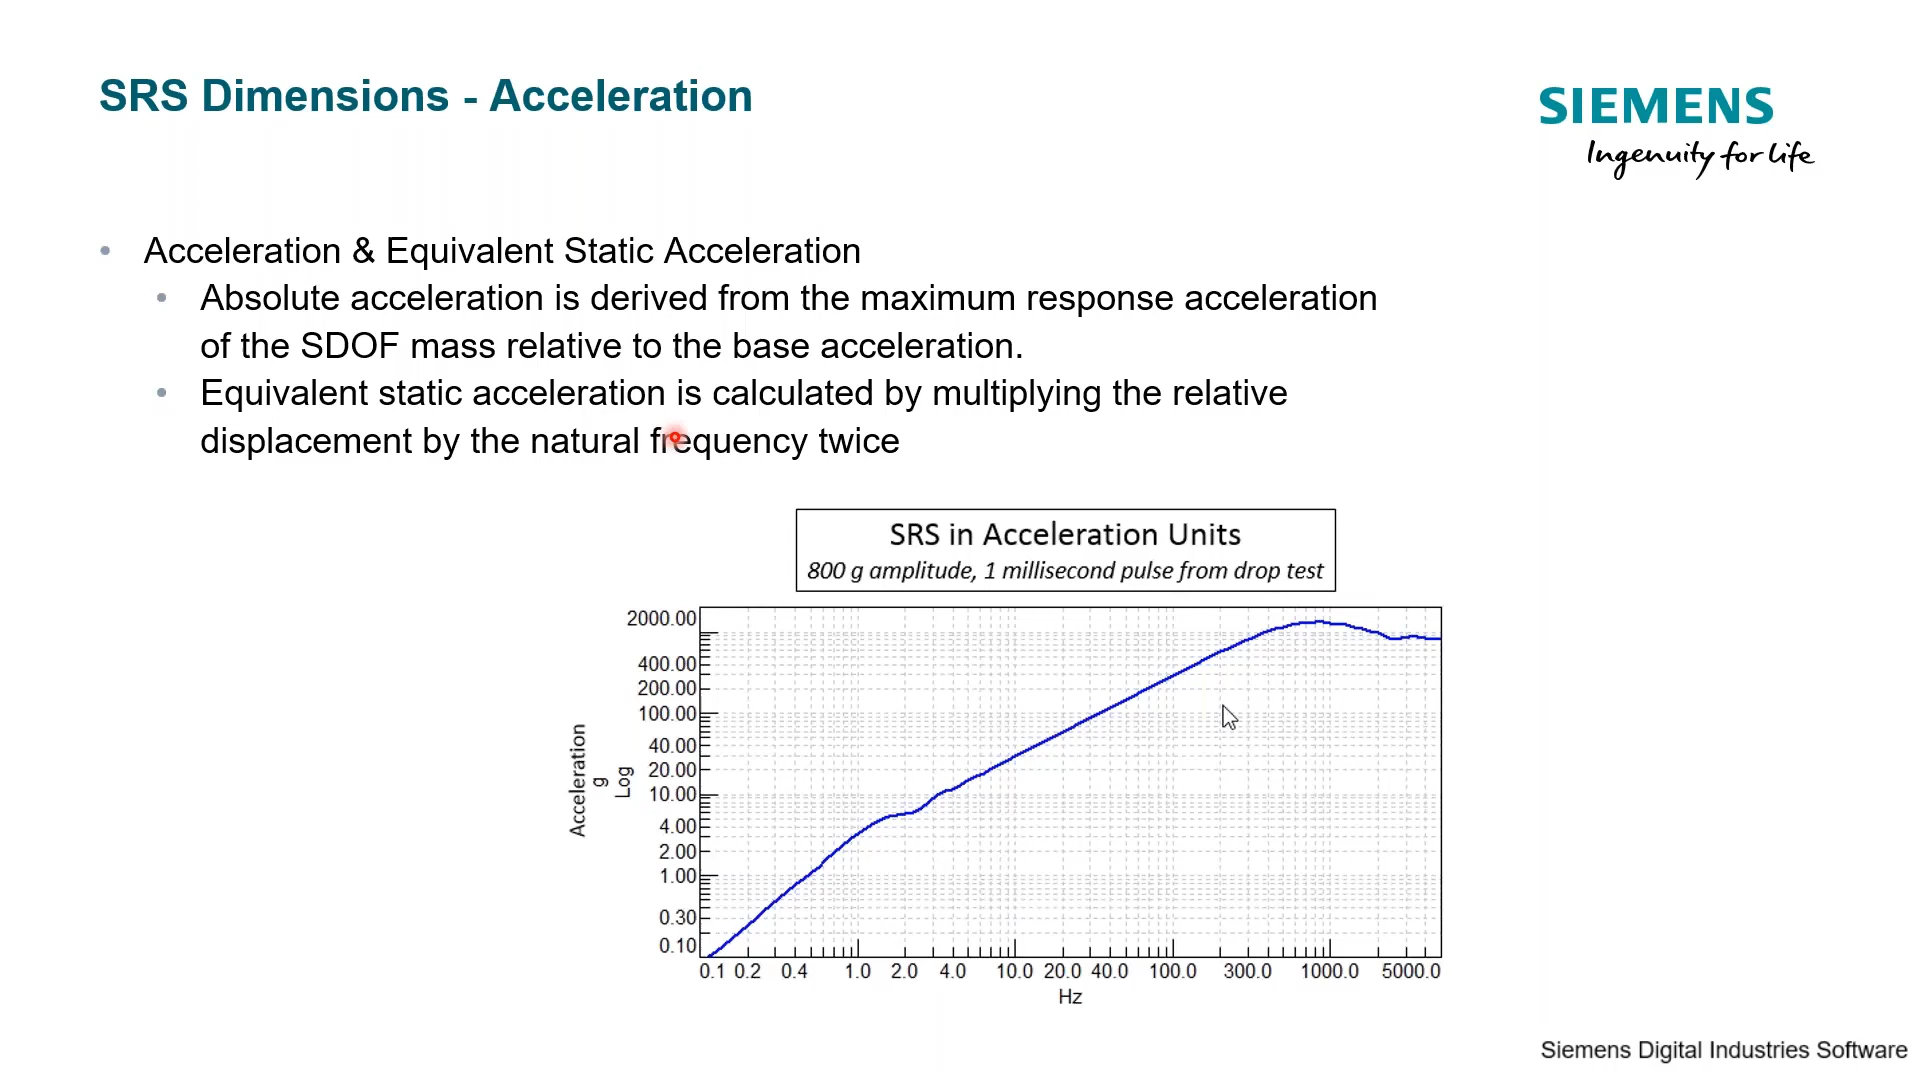 SRS Dimensions - Acceleration
SIEMENS
Ingenuity for life
• Acceleration & Equivalent Static Acceleration
• Absolute acceleration is derived from the maximum response acceleration
of the SDOF mass relative to the base acceleration.
• Equivalent static acceleration is calculated by multiplying the relative
displacement by the natural frequency twice
SRS in Acceleration Units
800 g amplitude, 1 millisecond pulse from drop test
2000.00
400.00
200.00
100.00
40.00
20.00
10.00
4.00
2.00
1.00
0.30
0.10
Acceleration
g
Log
0.1 0.2 0.4 1.0 2.0 4.0 10.0 20.0 40.0 100.0 300.0 1000.0 5000.0
Hz
Siemens Digital Industries Software